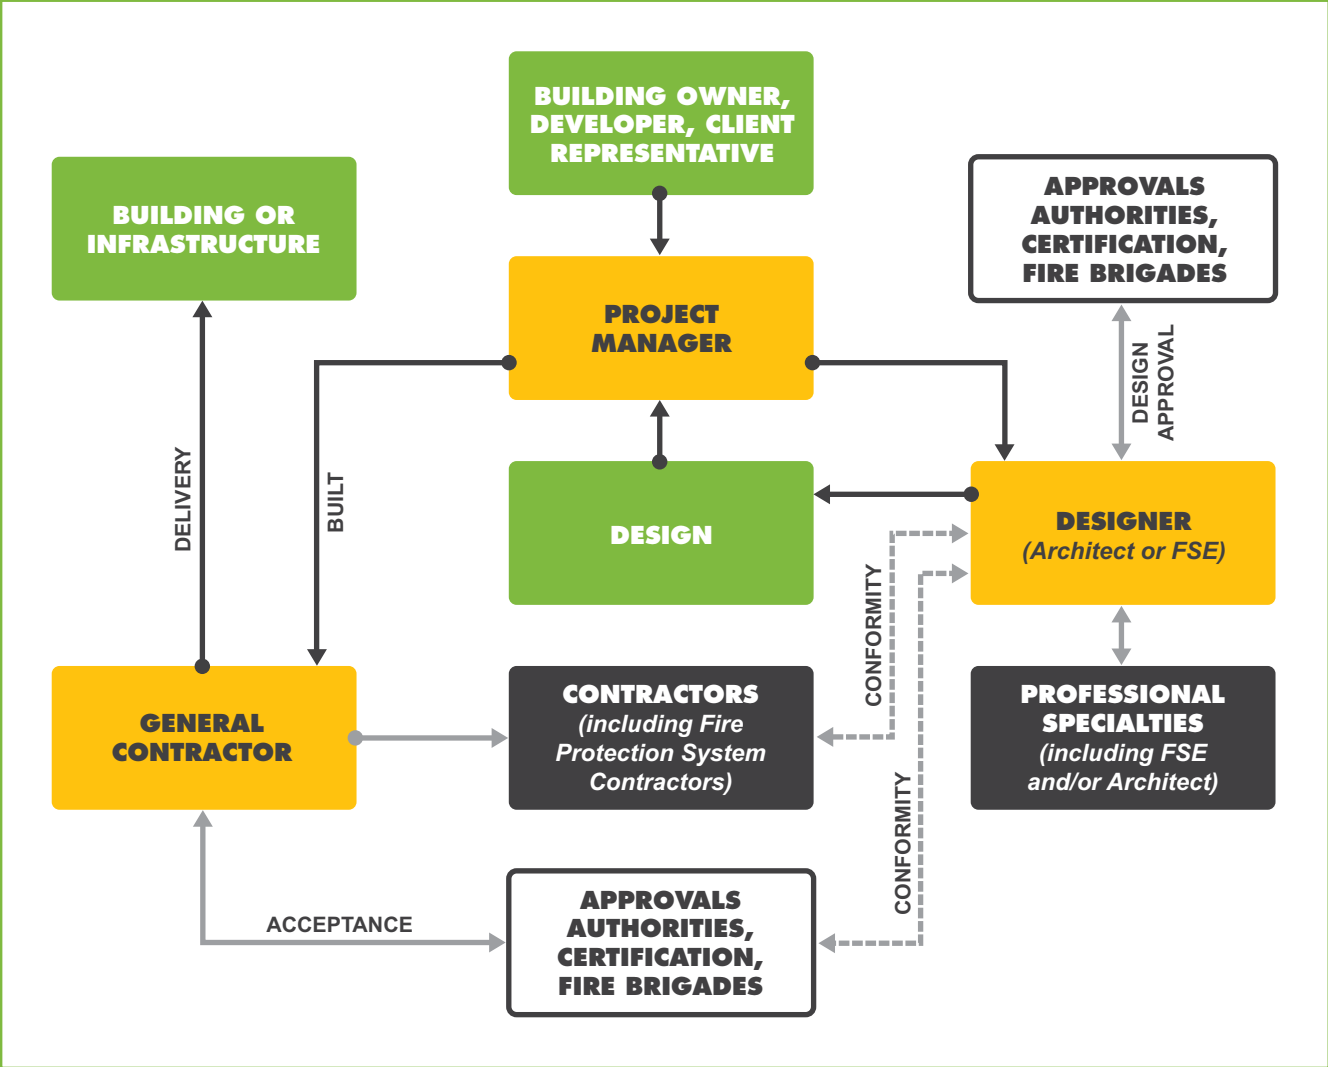 BUILDING OWNER,
DEVELOPER, CLIENT
REPRESENTATIVE
BUILDING OR
INFRASTRUCTURE
APPROVALS
AUTHORITIES,
CERTIFICATION,
FIRE BRIGADES
PROJECT
MANAGER
DESIGN
APPROVAL
DELIVERY
BUILT
DESIGN
DESIGNER
(Architect or FSE)
CONFORMITY
GENERAL
CONTRACTOR
CONTRACTORS
(including Fire
Protection System
Contractors)
PROFESSIONAL
SPECIALTIES
(including FSE
and/or Architect)
CONFORMITY
ACCEPTANCE
APPROVALS
AUTHORITIES,
CERTIFICATION,
FIRE BRIGADES